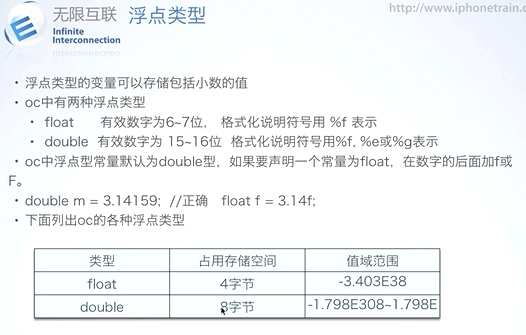 http://www.iphonetrain.c
无限互联 浮点类型
Infinite
Interconnection
• 浮点类型的变量可以存储包括小数的值
• oc中有两种浮点类型
• float 有效数字为6~7位， 格式化说明符号用 %f 表示
• double 有效数字为 15~16位 格式化说明符号用%f, %e或%g表示
• oc中浮点型常量默认为double型，如果要声明一个常量为float，在数字的后面加f或
F。
• double m = 3.14159; //正确 float f = 3.14f;
• 下面列出oc的各种浮点类型
类型 占用存储空间 值域范围
float 4字节 -3.403E38
double 8字节 -1.798E308~1.798E